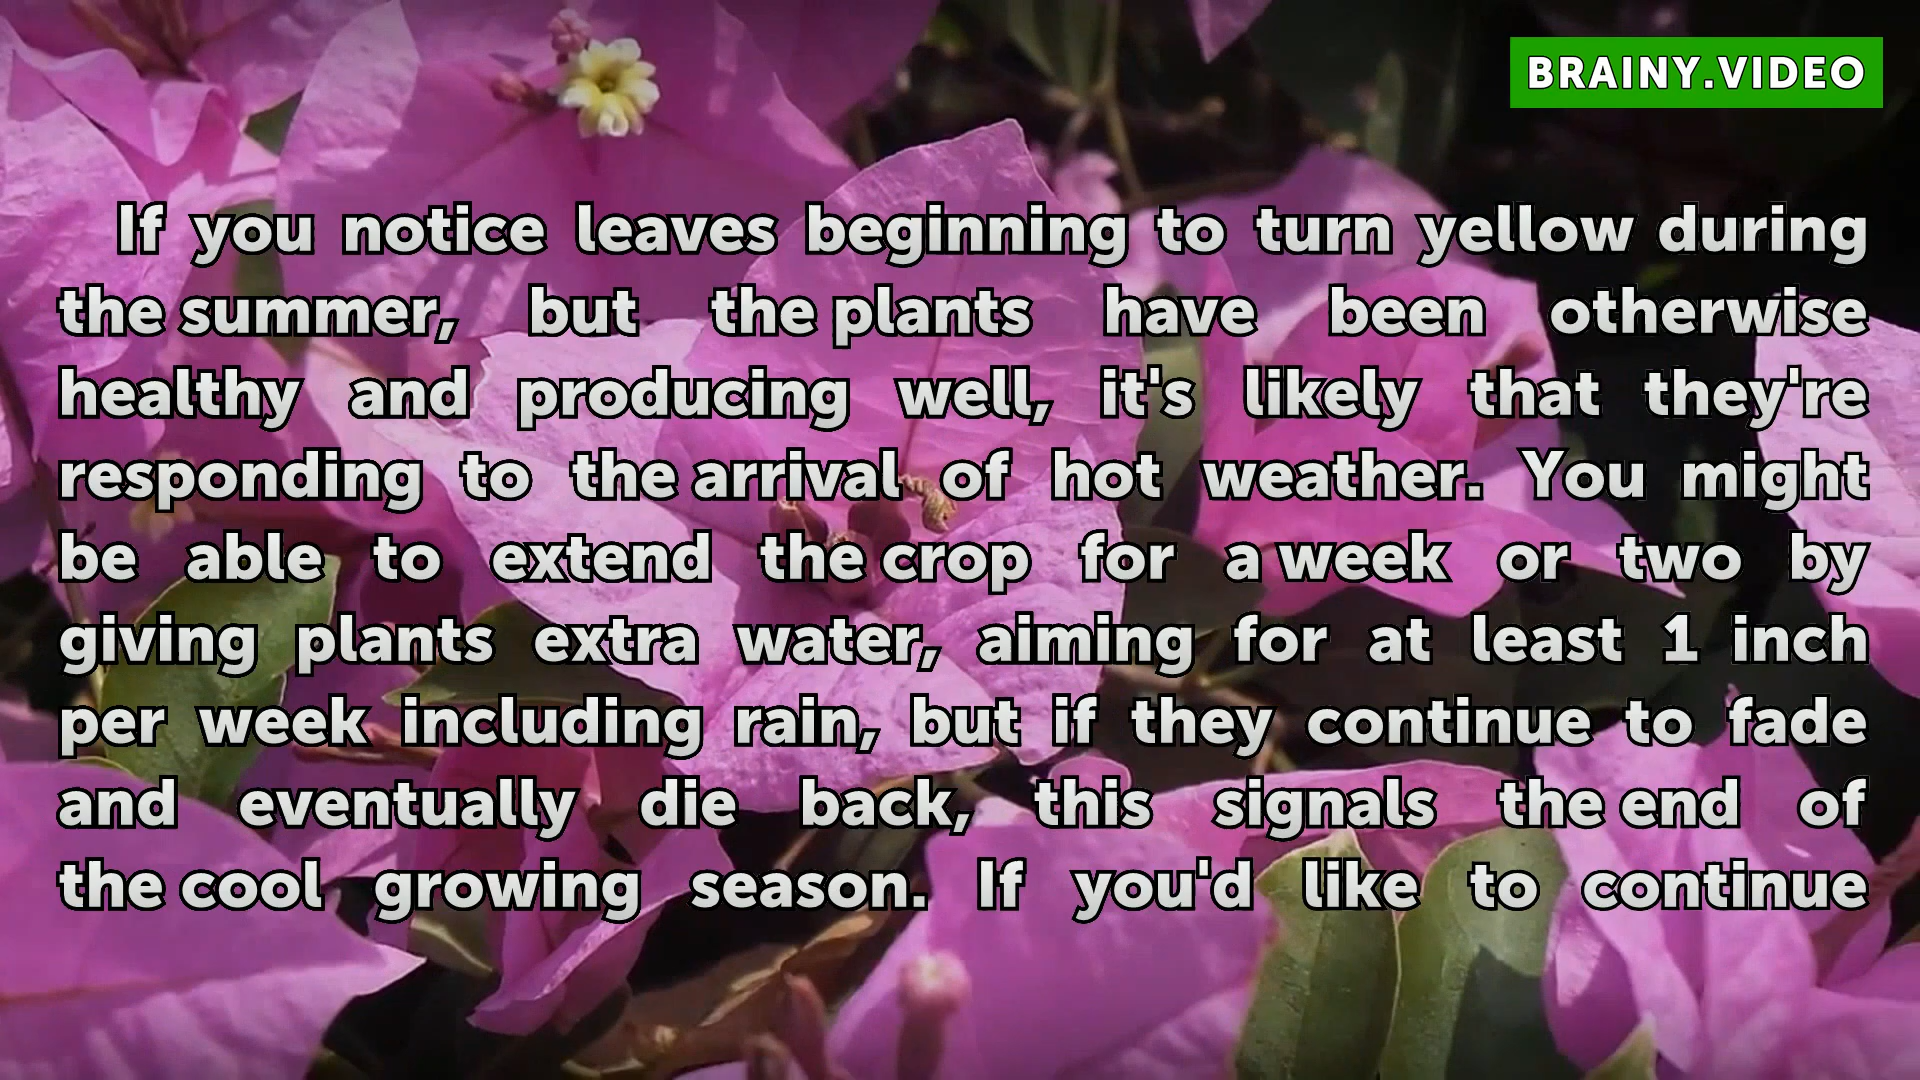 BRAINY.VIDEO
If you notice leaves beginning to turn yellow during
the summer, but the plants have been otherwise
healthy and producing well, it's likely that they're
responding to the arrival of hot weather. You might
be able to extend the crop for a week or two by
giving plants extra water, aiming for at least 1 inch
per week including rain, but if they continue to fade
and eventually die back, this signals the end of
the cool growing season. If you'd like to continue